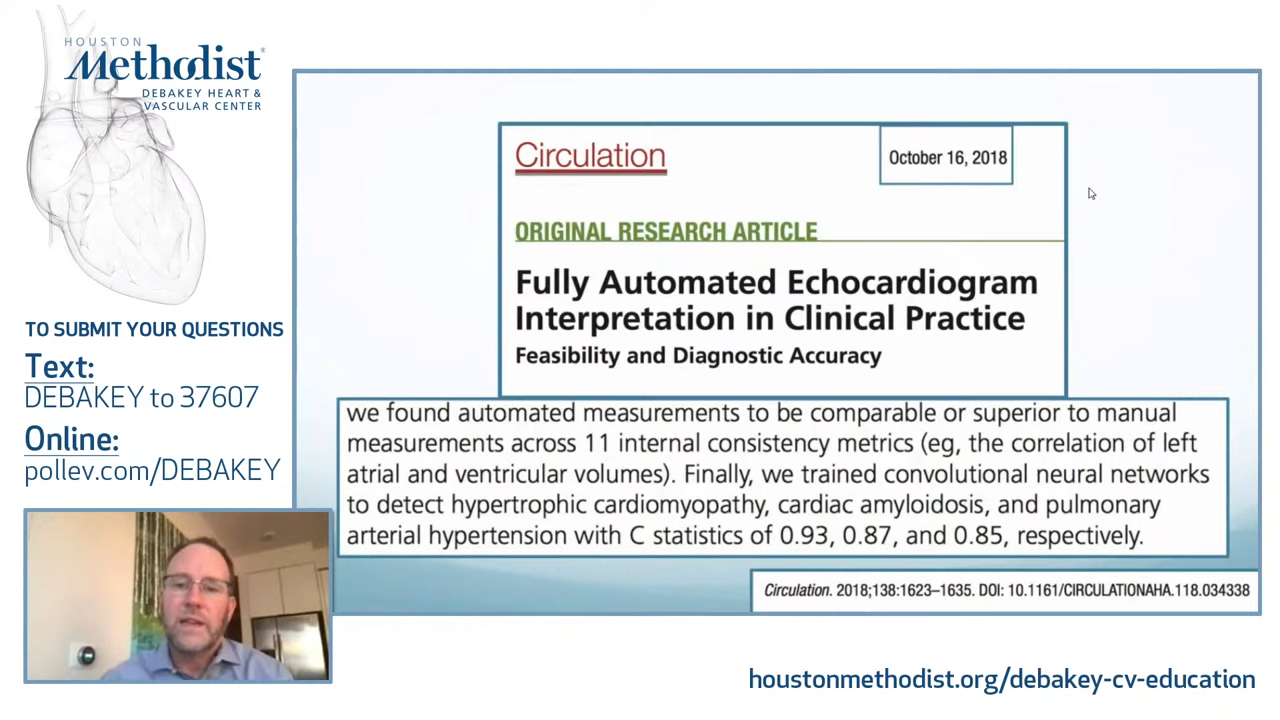 HOUSTON
Methodist®
DEBAKEY HEART &
VASCULAR CENTER
TO SUBMIT YOUR QUESTIONS
Text:
DEBAKEY to 37607
Online:
pollev.com/DEBAKEY
Circulation
October 16, 2018
ORIGINAL RESEARCH ARTICLE
Fully Automated Echocardiogram
Interpretation in Clinical Practice
Feasibility and Diagnostic Accuracy
we found automated measurements to be comparable or superior to manual
measurements across 11 internal consistency metrics (eg, the correlation of left
atrial and ventricular volumes). Finally, we trained convolutional neural networks
to detect hypertrophic cardiomyopathy, cardiac amyloidosis, and pulmonary
arterial hypertension with C statistics of 0.93, 0.87, and 0.85, respectively.
Circulation. 2018;138:1623–1635. DOI: 10.1161/CIRCULATIONAHA.118.034338
houstonmethodist.org/debakey-cv-education